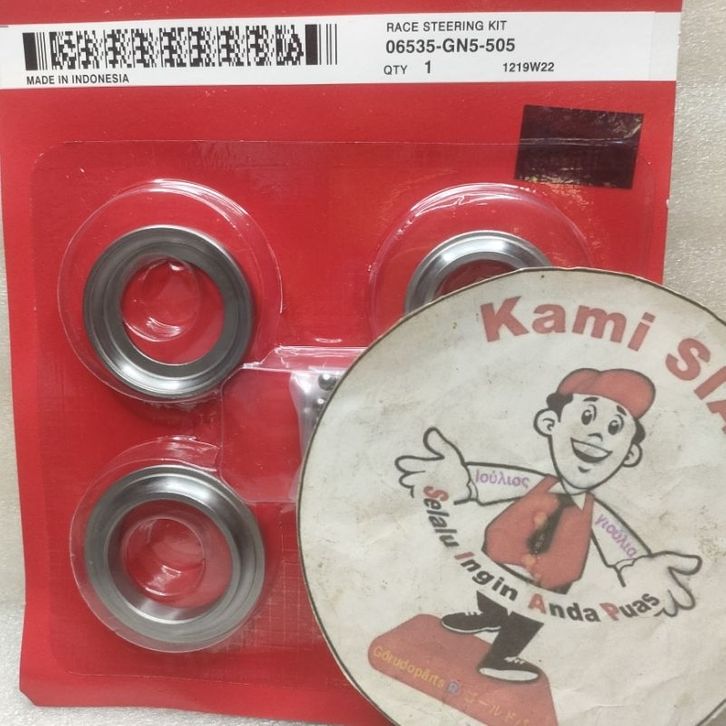 RACE STEERING KIT
06535-GN5-505
QTY 1 1219W22
MADE IN INDONESIA
Kami SIA
Ιούλιος
Ιούλιος
Selalu Ingin Anda Puas